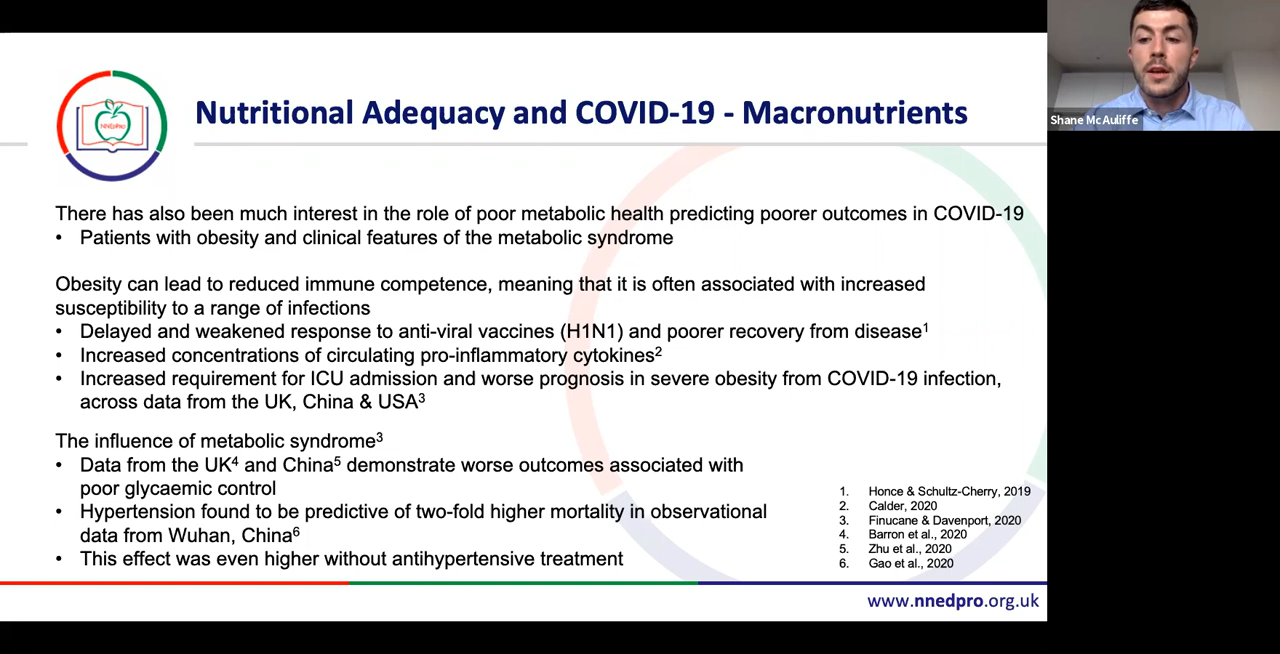 NNEdPro
Nutritional Adequacy and COVID-19 - Macronutrients
Shane Mc Auliffe
There has also been much interest in the role of poor metabolic health predicting poorer outcomes in COVID-19
• Patients with obesity and clinical features of the metabolic syndrome
Obesity can lead to reduced immune competence, meaning that it is often associated with increased
susceptibility to a range of infections
• Delayed and weakened response to anti-viral vaccines (H1N1) and poorer recovery from disease¹
• Increased concentrations of circulating pro-inflammatory cytokines²
• Increased requirement for ICU admission and worse prognosis in severe obesity from COVID-19 infection,
across data from the UK, China & USA³
The influence of metabolic syndrome³
• Data from the UK⁴ and China⁵ demonstrate worse outcomes associated with
poor glycaemic control
• Hypertension found to be predictive of two-fold higher mortality in observational
data from Wuhan, China⁶
• This effect was even higher without antihypertensive treatment
1. Honce & Schultz-Cherry, 2019
2. Calder, 2020
3. Finucane & Davenport, 2020
4. Barron et al., 2020
5. Zhu et al., 2020
6. Gao et al., 2020
www.nnedpro.org.uk